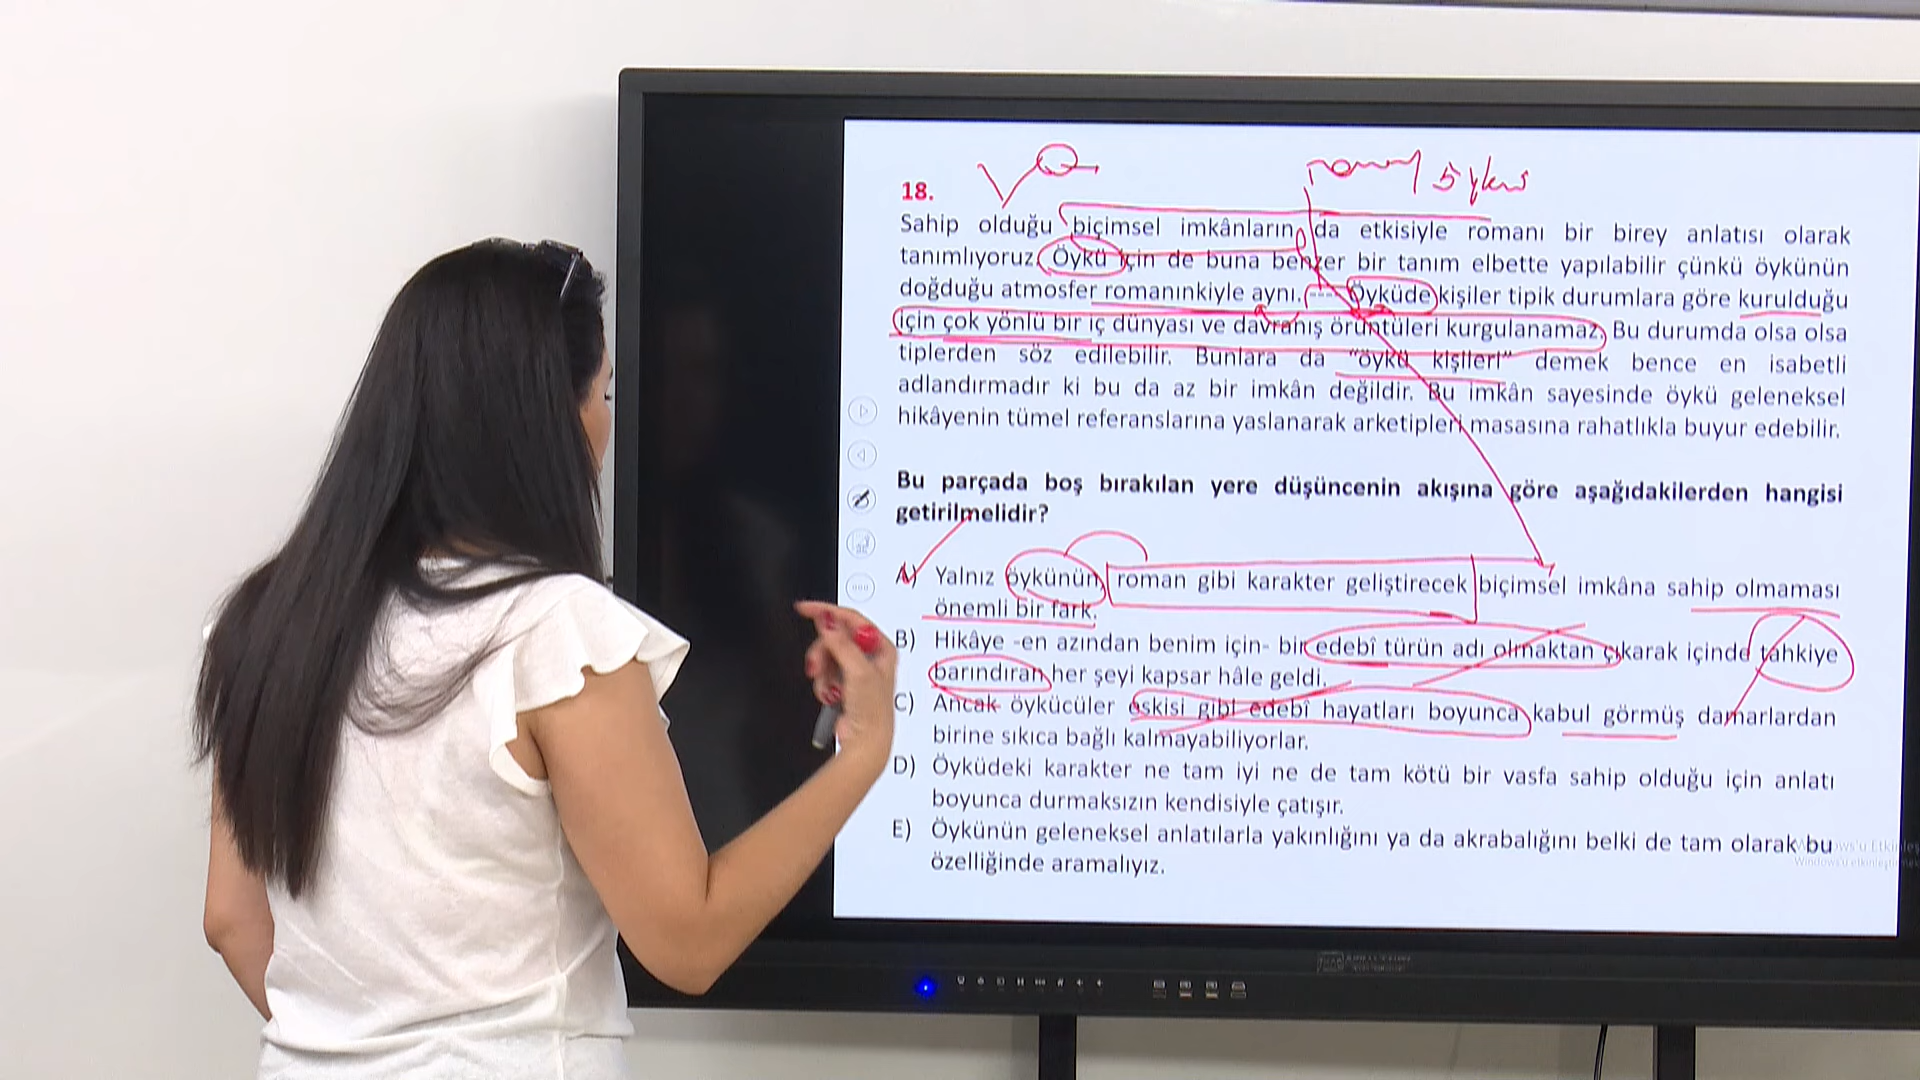 roman öykü
18.
Sahip olduğu biçimsel imkânların da etkisiyle romanı bir birey anlatısı olarak
tanımlıyoruz. Öykü için de buna benzer bir tanım elbette yapılabilir çünkü öykünün
doğduğu atmosfer romanınkiyle aynı. ---- Öyküde kişiler tipik durumlara göre kurulduğu
için çok yönlü bir iç dünyası ve davranış örüntüleri kurgulanamaz. Bu durumda olsa olsa
tiplerden söz edilebilir. Bunlara da “öykü kişileri” demek bence en isabetli
adlandırmadır ki bu da az bir imkân değildir. Bu imkân sayesinde öykü geleneksel
hikâyenin tümel referanslarına yaslanarak arketipleri masasına rahatlıkla buyur edebilir.
Bu parçada boş bırakılan yere düşüncenin akışına göre aşağıdakilerden hangisi
getirilmelidir?
A) Yalnız öykünün, roman gibi karakter geliştirecek biçimsel imkâna sahip olmaması
önemli bir fark.
B) Hikâye -en azından benim için- bir edebî türün adı olmaktan çıkarak içinde tahkiye
barındıran her şeyi kapsar hâle geldi.
C) Ancak öykücüler eskisi gibi edebî hayatları boyunca kabul görmüş damarlardan
birine sıkıca bağlı kalmayabiliyorlar.
D) Öyküdeki karakter ne tam iyi ne de tam kötü bir vasfa sahip olduğu için anlatı
boyunca durmaksızın kendisiyle çatışır.
E) Öykünün geleneksel anlatılarla yakınlığını ya da akrabalığını belki de tam olarak bu
özelliğinde aramalıyız.